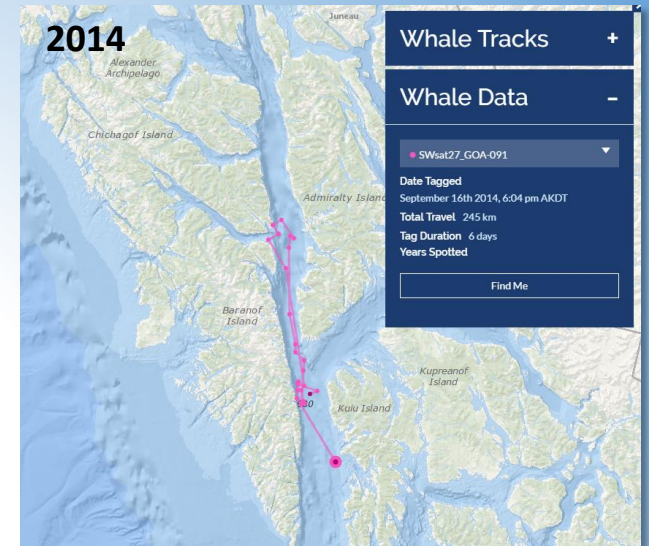 2014
Juneau
Alexander
Archipelago
Chichagof Island
Admiralty Island
Baranof
Island
Kupreanof
Island
Kuiu Island
Whale Tracks +
Whale Data –
SWsat27_GOA-091
Date Tagged
September 16th 2014, 6:04 pm AKDT
Total Travel 245 km
Tag Duration 6 days
Years Spotted
Find Me